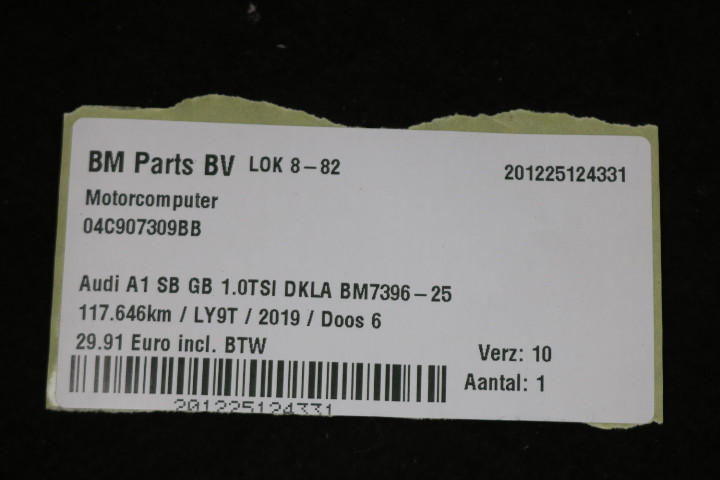 BM Parts BV LOK 8-82
201225124331
Motorcomputer
04C907309BB
Audi A1 SB GB 1.0TSI DKLA BM7396-25
117.646km / LY9T / 2019 / Doos 6
29.91 Euro incl. BTW
Verz: 10
Aantal: 1
201225124331